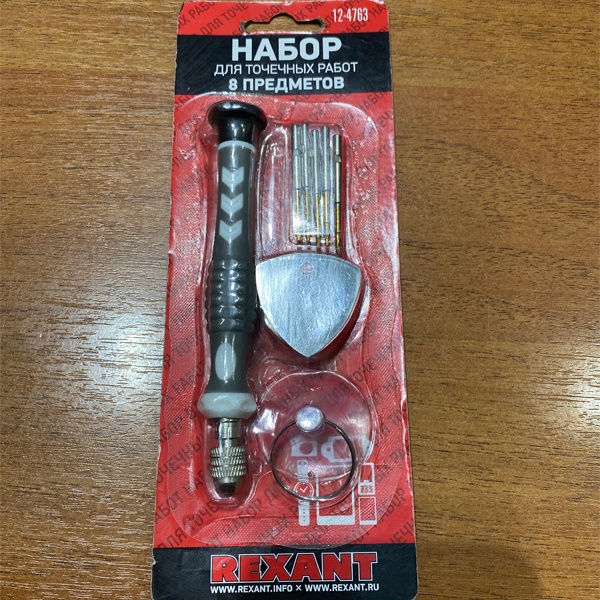 12-4763
НАБОР
ДЛЯ ТОЧЕЧНЫХ РАБОТ
8 ПРЕДМЕТОВ
REXANT
WWW.REXANT.INFO × WWW.REXANT.RU